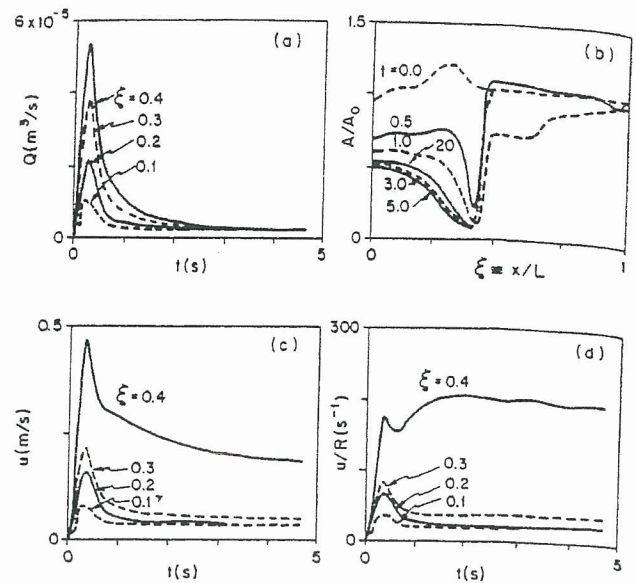 6x10⁻⁵
(a)
Q(m³/s)
ξ=0.4
0.3
0.2
0.1
0
0
t(s)
5
1.5
(b)
A/A₀
t=0.0
0.5
1.0
20
3.0
5.0
0
0
ξ = x/L
1
0.5
(c)
u(m/s)
ξ=0.4
0.3
0.2
0.1
0
0
t(s)
5
300
(d)
u/R(s⁻¹)
ξ=0.4
0.3
0.2
0.1
0
0
t(s)
5